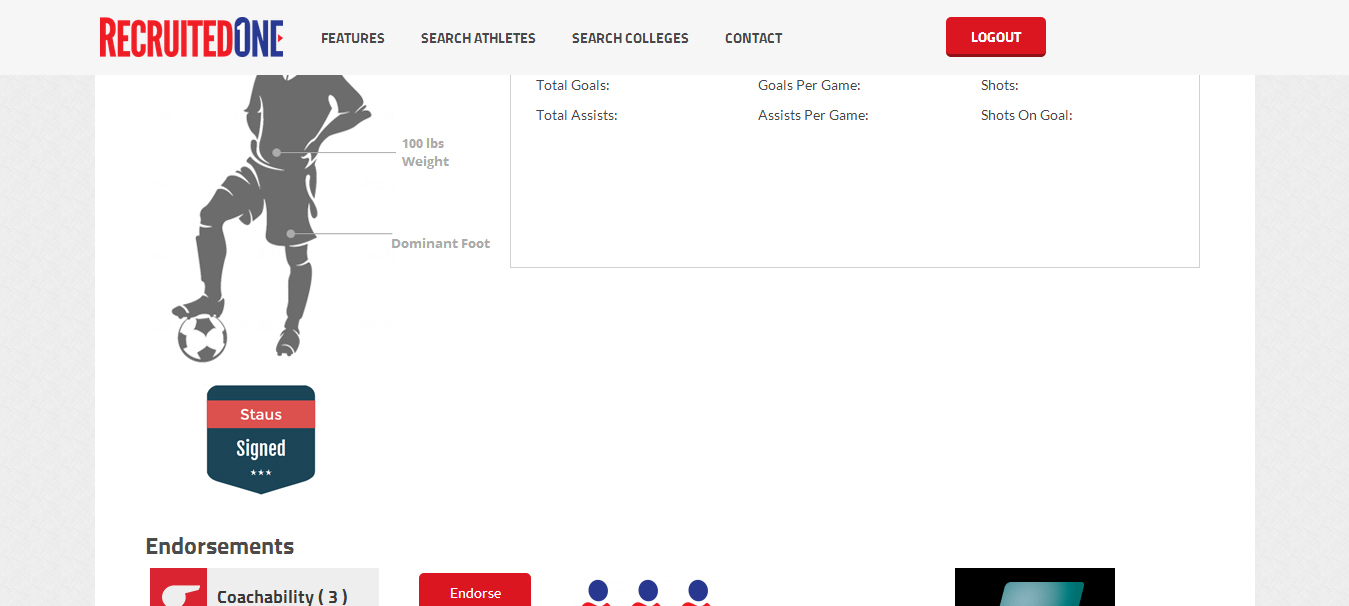 RECRUITEDONE
FEATURES
SEARCH ATHLETES
SEARCH COLLEGES
CONTACT
LOGOUT
Total Goals:
Goals Per Game:
Shots:
Total Assists:
Assists Per Game:
Shots On Goal:
100 lbs
Weight
Dominant Foot
Staus
Signed
Endorsements
Coachability ( 3 )
Endorse